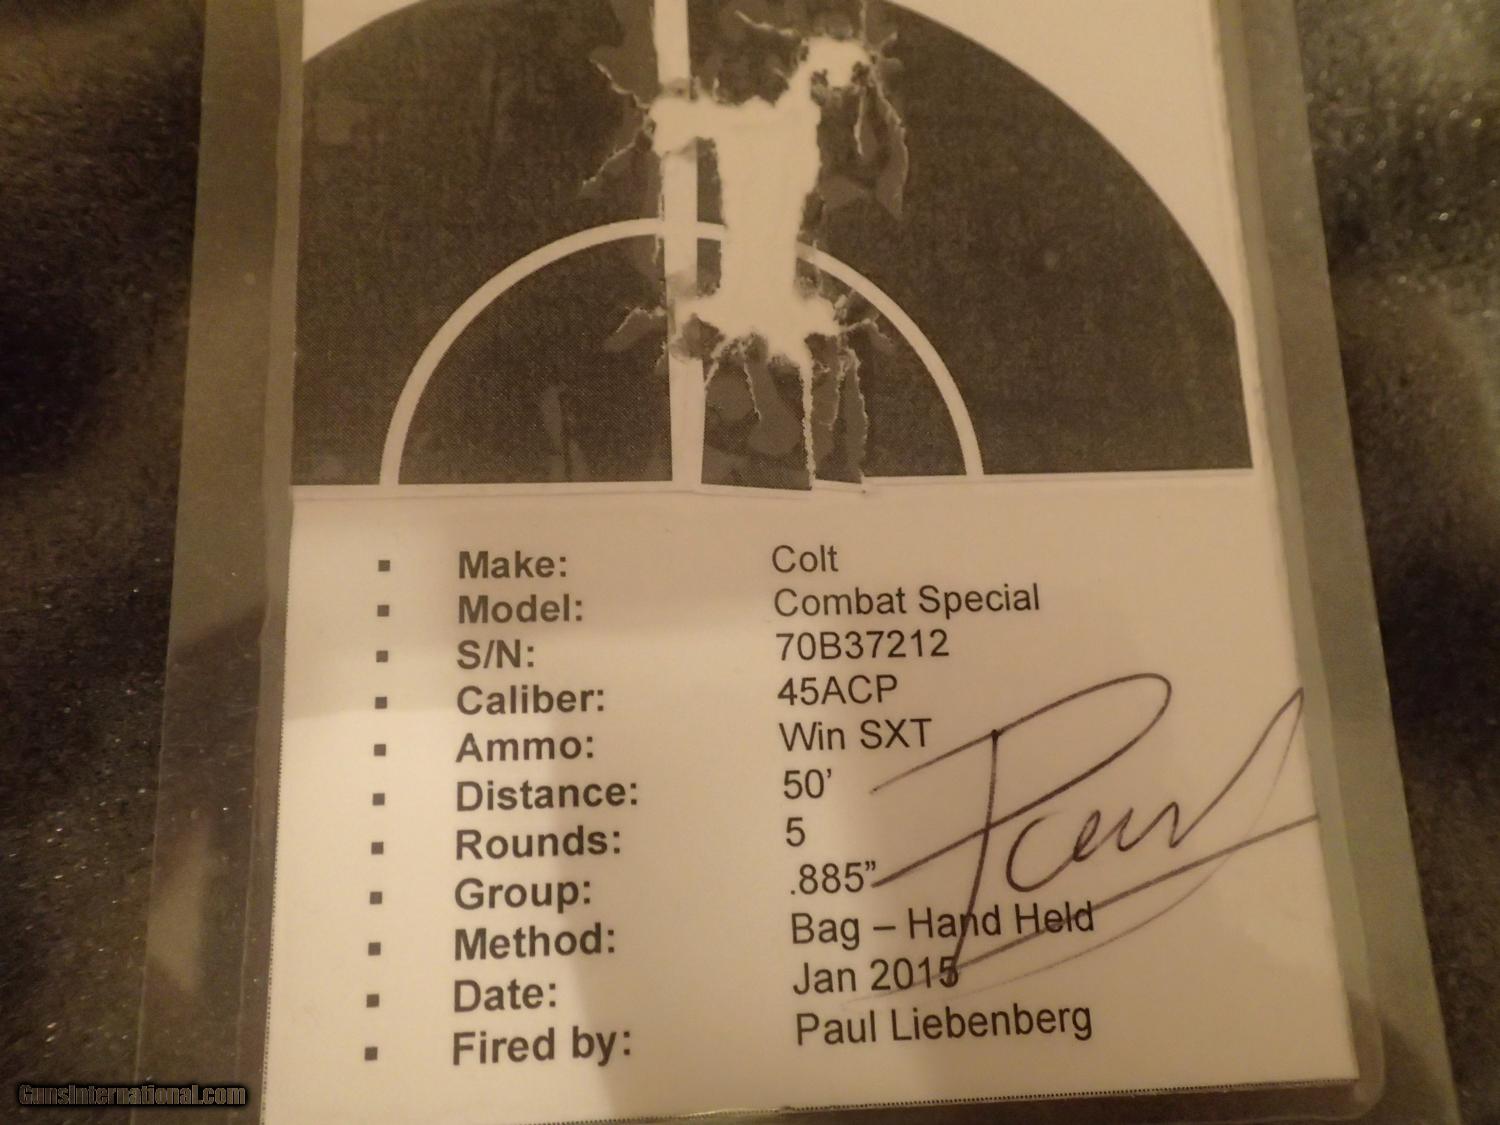 Make: Colt
Model: Combat Special
S/N: 70B37212
Caliber: 45ACP
Ammo: Win SXT
Distance: 50’
Rounds: 5
Group: .885”
Method: Bag – Hand Held
Date: Jan 2015
Fired by: Paul Liebenberg
Paul
GunsInternational.com